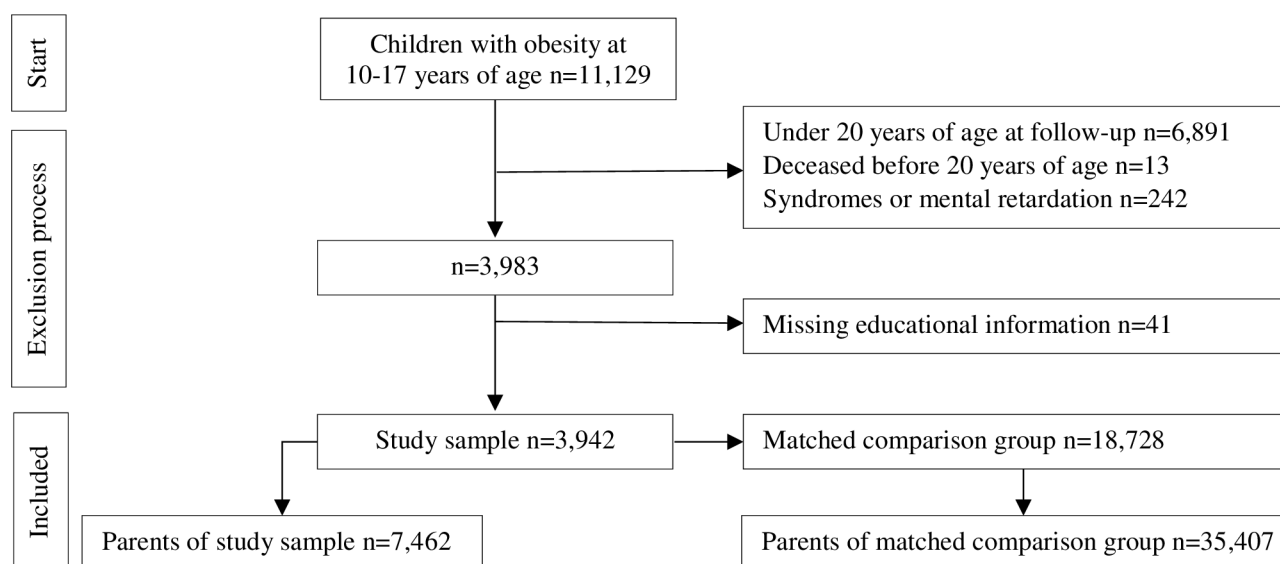 Start
Children with obesity at
10-17 years of age n=11,129
Exclusion process
Under 20 years of age at follow-up n=6,891
Deceased before 20 years of age n=13
Syndromes or mental retardation n=242
n=3,983
Missing educational information n=41
Included
Study sample n=3,942
Matched comparison group n=18,728
Parents of study sample n=7,462
Parents of matched comparison group n=35,407